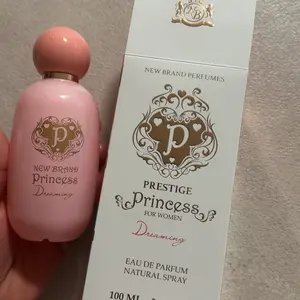 NB
NEW BRAND PERFUMES
P
PRESTIGE
Princess
FOR WOMEN
Dreaming
EAU DE PARFUM
NATURAL SPRAY
100 ML
P
NEW BRAND
Princess
Dreaming